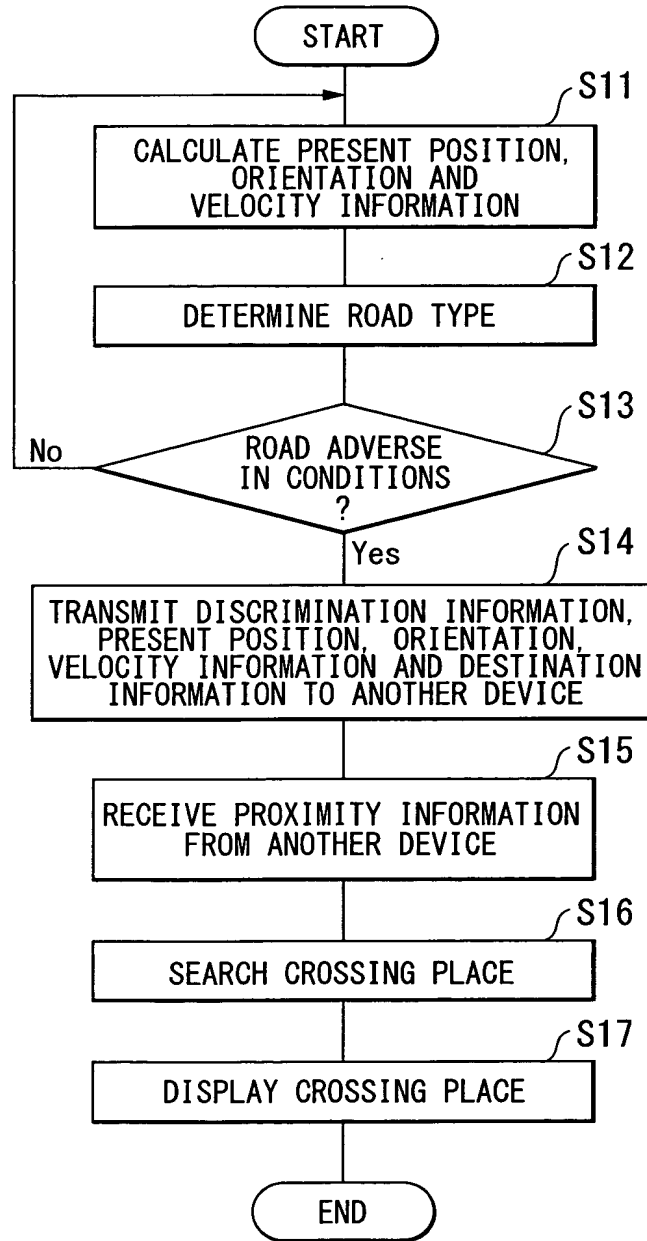 START
S11
CALCULATE PRESENT POSITION,
ORIENTATION AND
VELOCITY INFORMATION
S12
DETERMINE ROAD TYPE
S13
ROAD ADVERSE
IN CONDITIONS
?
No
Yes
S14
TRANSMIT DISCRIMINATION INFORMATION,
PRESENT POSITION, ORIENTATION,
VELOCITY INFORMATION AND DESTINATION
INFORMATION TO ANOTHER DEVICE
S15
RECEIVE PROXIMITY INFORMATION
FROM ANOTHER DEVICE
S16
SEARCH CROSSING PLACE
S17
DISPLAY CROSSING PLACE
END